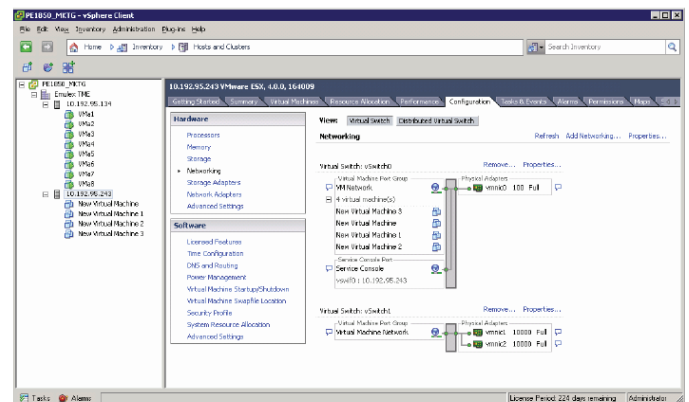 PE1850_MKTG - vSphere Client
File Edit View Inventory Administration Plug-ins Help
Home Inventory Hosts and Clusters
Search Inventory
PE1850_MKTG
Emulex TME
10.192.95.134
VMa1
VMa2
VMa3
VMa4
VMa5
VMa6
VMa7
VMa8
10.192.95.243
New Virtual Machine
New Virtual Machine 1
New Virtual Machine 2
New Virtual Machine 3
10.192.95.243 VMware ESX, 4.0.0, 164009
Getting Started Summary Virtual Machines Resource Allocation Performance Configuration Tasks & Events Alarms Permissions Maps
Hardware
Processors
Memory
Storage
Networking
Storage Adapters
Network Adapters
Advanced Settings
Software
Licensed Features
Time Configuration
DNS and Routing
Power Management
Virtual Machine Startup/Shutdown
Virtual Machine Swapfile Location
Security Profile
System Resource Allocation
Advanced Settings
View: Virtual Switch Distributed Virtual Switch
Networking Refresh Add Networking... Properties...
Virtual Switch: vSwitch0 Remove... Properties...
Virtual Machine Port Group Physical Adapters
VM Network vmnic0 100 Full
4 virtual machine(s)
New Virtual Machine 3
New Virtual Machine
New Virtual Machine 1
New Virtual Machine 2
Service Console Port
Service Console
vswif0 : 10.192.95.243
Virtual Switch: vSwitch1 Remove... Properties...
Virtual Machine Port Group Physical Adapters
Virtual Machine Network vmnic1 10000 Full
vmnic2 10000 Full
Tasks Alarms License Period: 224 days remaining Administrator